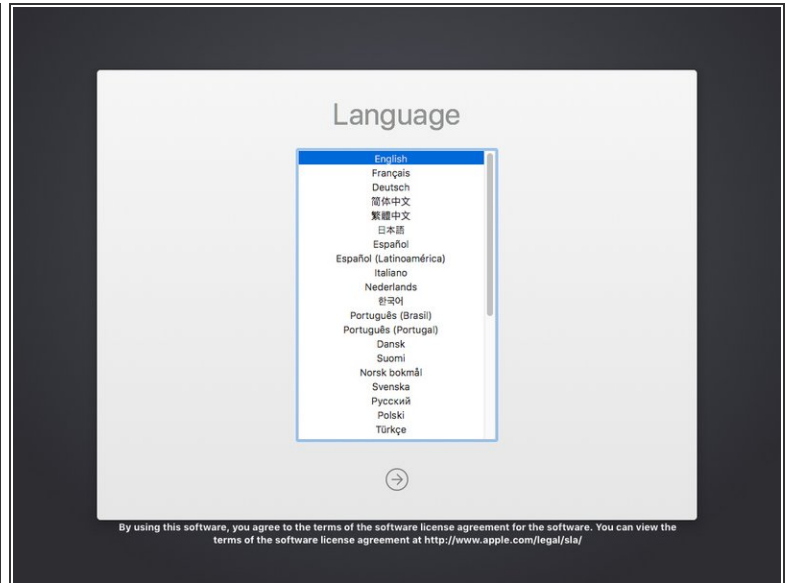 Language
English
Français
Deutsch
简体中文
繁體中文
日本語
Español
Español (Latinoamérica)
Italiano
Nederlands
한국어
Português (Brasil)
Português (Portugal)
Dansk
Suomi
Norsk bokmål
Svenska
Русский
Polski
Türkçe
By using this software, you agree to the terms of the software license agreement for the software. You can view the
terms of the software license agreement at http://www.apple.com/legal/sla/